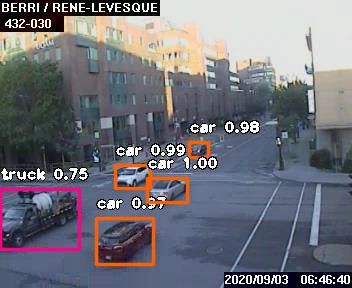 BERRI / RENE-LEVESQUE
432-030
car 0.98
car 0.99
car 1.00
truck 0.75
car 0.97
2020/09/03 06:46:40